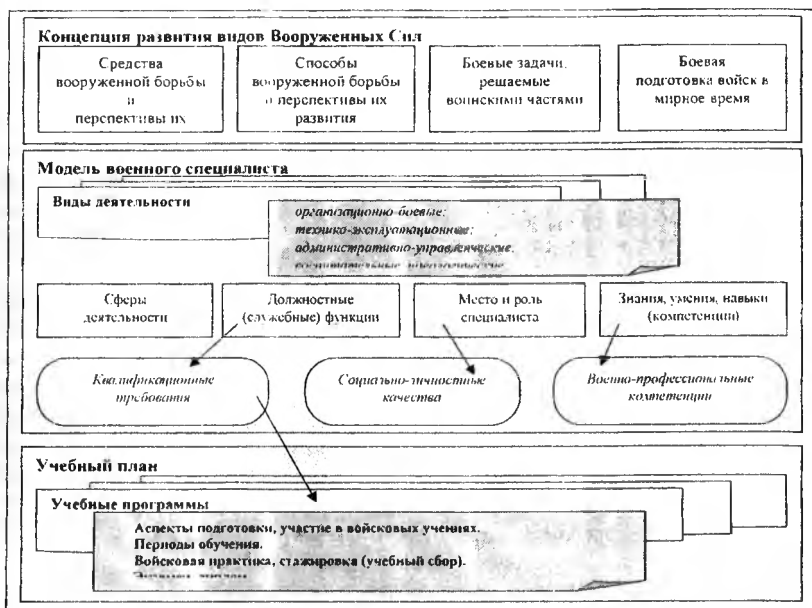 Концепция развития видов Вооруженных Сил
Средства
вооруженной борьбы
и
перспективы их
Способы
вооруженной борьбы
и перспективы их
развития
Боевые задачи,
решаемые
воинскими частями
Боевая
подготовка войск в
мирное время
Модель военного специалиста
Виды деятельности
организационно-боевые;
технико-эксплуатационные;
административно-управленческие;
Сферы
деятельности
Должностные
(служебные) функции
Место и роль
специалиста
Знания, умения, навыки
(компетенции)
Квалификационные
требования
Социально-личностные
качества
Военно-профессиональные
компетенции
Учебный план
Учебные программы
Аспекты подготовки, участие в войсковых учениях.
Периоды обучения.
Войсковая практика, стажировка (учебный сбор).